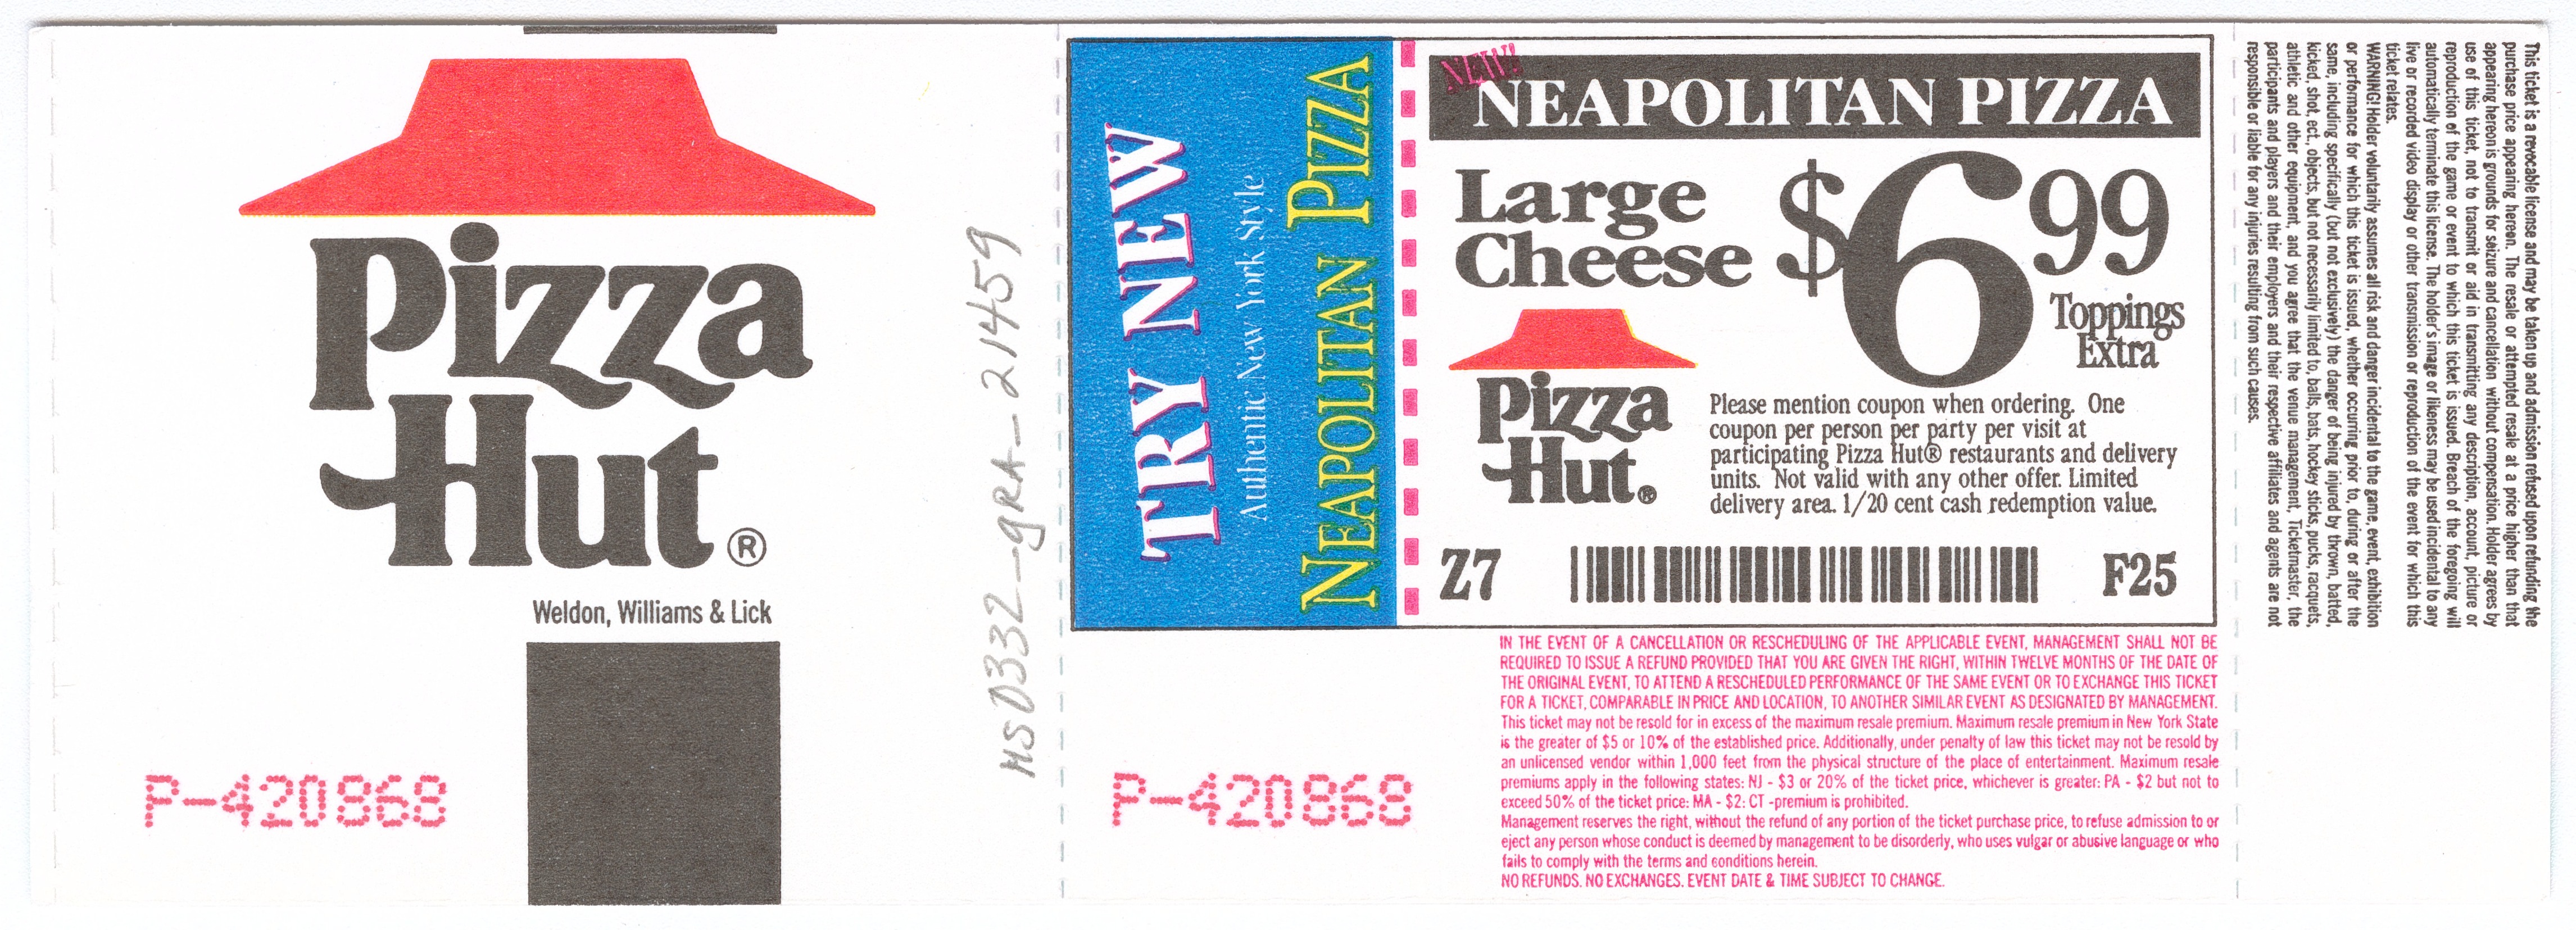 Pizza
Hut®
Weldon, Williams & Lick
P-420868
HSD332-gRA-21459
TRY NEW
Authentic New York Style
NEAPOLITAN PIZZA
NEW!
NEAPOLITAN PIZZA
Large
Cheese
$6 99
Toppings
Extra
Pizza
Hut®
Please mention coupon when ordering. One
coupon per person per party per visit at
participating Pizza Hut® restaurants and delivery
units. Not valid with any other offer. Limited
delivery area. 1/20 cent cash redemption value.
Z7
F25
P-420868
IN THE EVENT OF A CANCELLATION OR RESCHEDULING OF THE APPLICABLE EVENT, MANAGEMENT SHALL NOT BE
REQUIRED TO ISSUE A REFUND PROVIDED THAT YOU ARE GIVEN THE RIGHT, WITHIN TWELVE MONTHS OF THE DATE OF
THE ORIGINAL EVENT, TO ATTEND A RESCHEDULED PERFORMANCE OF THE SAME EVENT OR TO EXCHANGE THIS TICKET
FOR A TICKET, COMPARABLE IN PRICE AND LOCATION, TO ANOTHER SIMILAR EVENT AS DESIGNATED BY MANAGEMENT.
This ticket may not be resold for in excess of the maximum resale premium. Maximum resale premium in New York State
is the greater of $5 or 10% of the established price. Additionally, under penalty of law this ticket may not be resold by
an unlicensed vendor within 1,000 feet from the physical structure of the place of entertainment. Maximum resale
premiums apply in the following states: NJ - $3 or 20% of the ticket price, whichever is greater: PA - $2 but not to
exceed 50% of the ticket price: MA - $2: CT -premium is prohibited.
Management reserves the right, without the refund of any portion of the ticket purchase price, to refuse admission to or
eject any person whose conduct is deemed by management to be disorderly, who uses vulgar or abusive language or who
fails to comply with the terms and conditions herein.
NO REFUNDS. NO EXCHANGES. EVENT DATE & TIME SUBJECT TO CHANGE.
This ticket is a revocable license and may be taken up and admission refused upon refunding the
purchase price appearing herean. The resale or attempted resale at a price higher than that
appearing hereon is grounds for seizure and cancellation without compensation. Holder agrees by
use of this ticket, not to transmit or aid in transmitting any description, account, picture or
reproduction of the game or event to which this ticket is issued. Breach of the foregoing will
automatically terminate this license. The holder's image or likeness may be used incidental to any
live or recorded video display or other transmission or reproduction of the event for which this
ticket relates.
WARNING! Holder voluntarily assumes all risk and danger incidental to the game, event, exhibition
or performance for which this ticket is issued, whether occurring prior to, during or after the
same, including specifically (but not exclusively) the danger of being injured by thrown, batted,
kicked, shot, ect., objects, but not necessarily limited to, balls, bats, hockey sticks, pucks, racquets,
athletic and other equipment, and you agree that the venue management, Ticketmaster, the
participants and players and their employers and their respective affiliates and agents are not
responsible or liable for any injuries resulting from such causes.